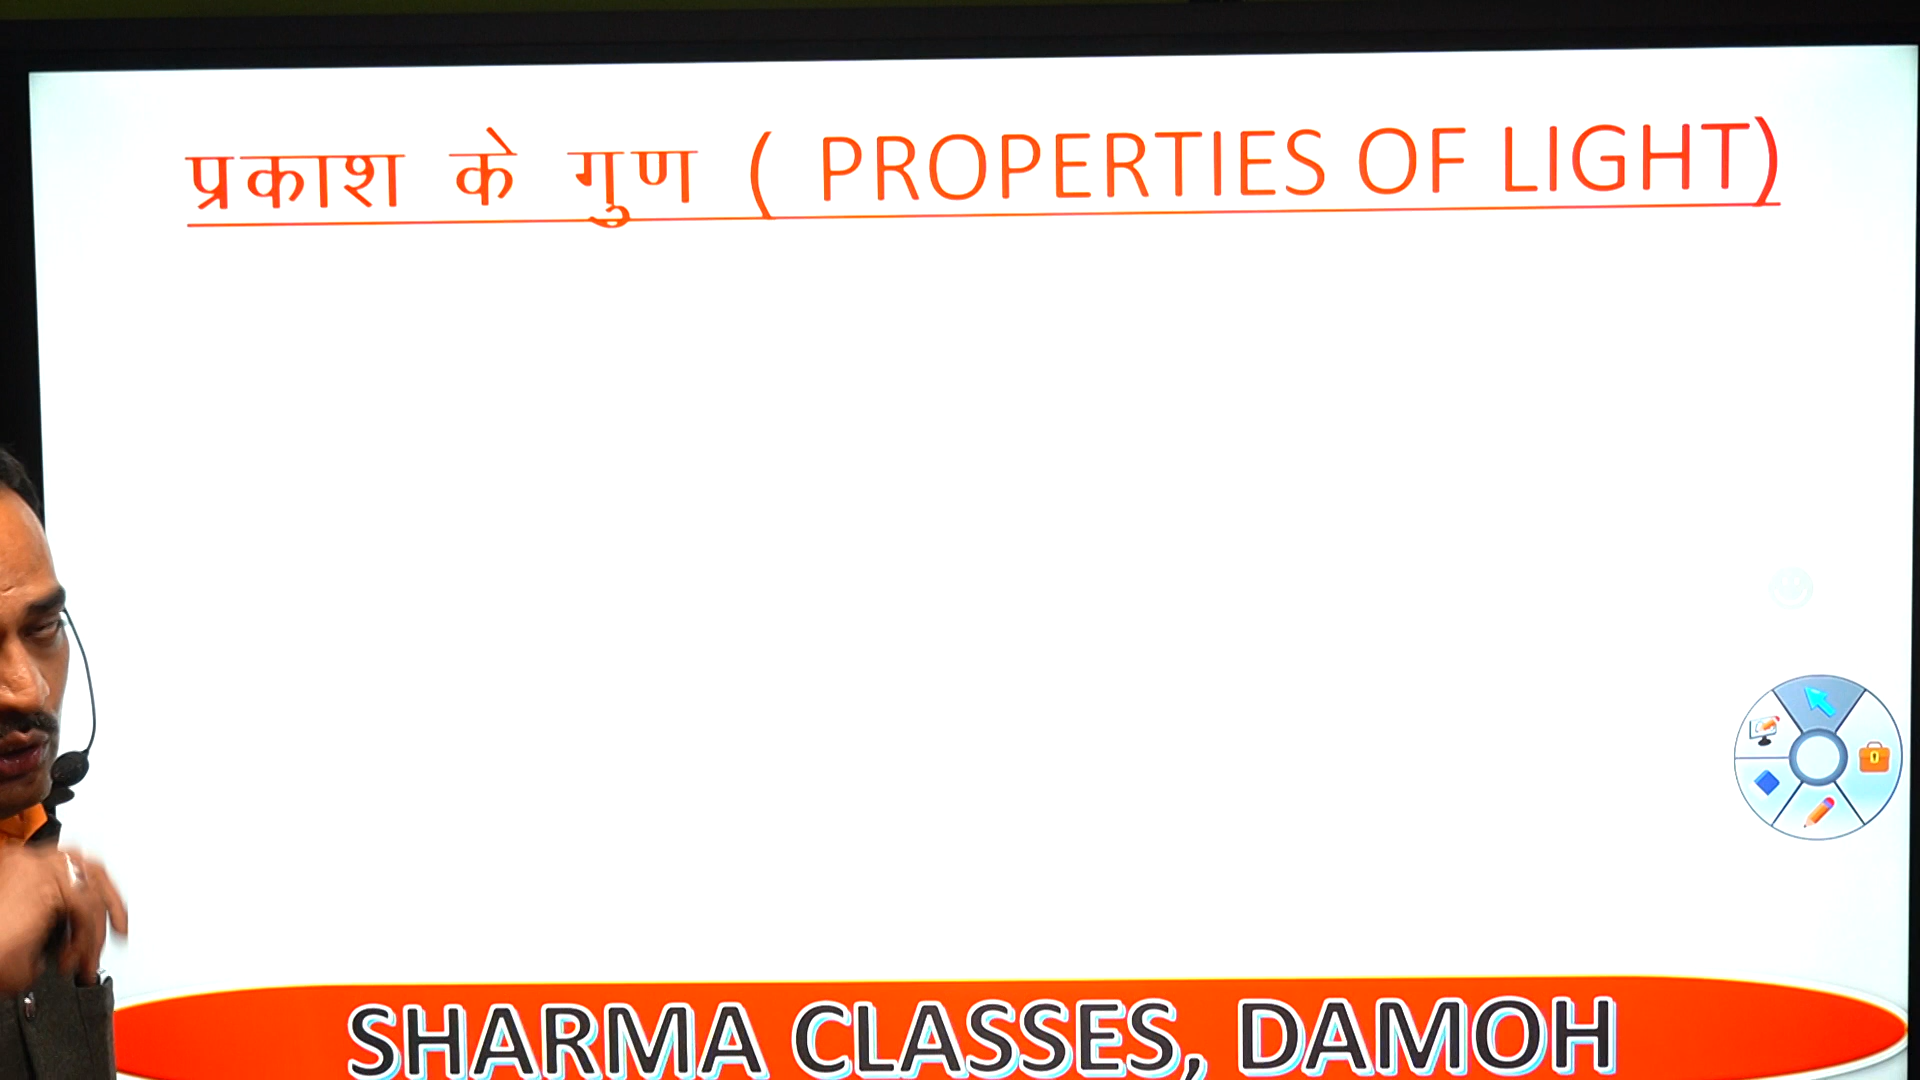 प्रकाश के गुण ( PROPERTIES OF LIGHT)
SHARMA CLASSES, DAMOH